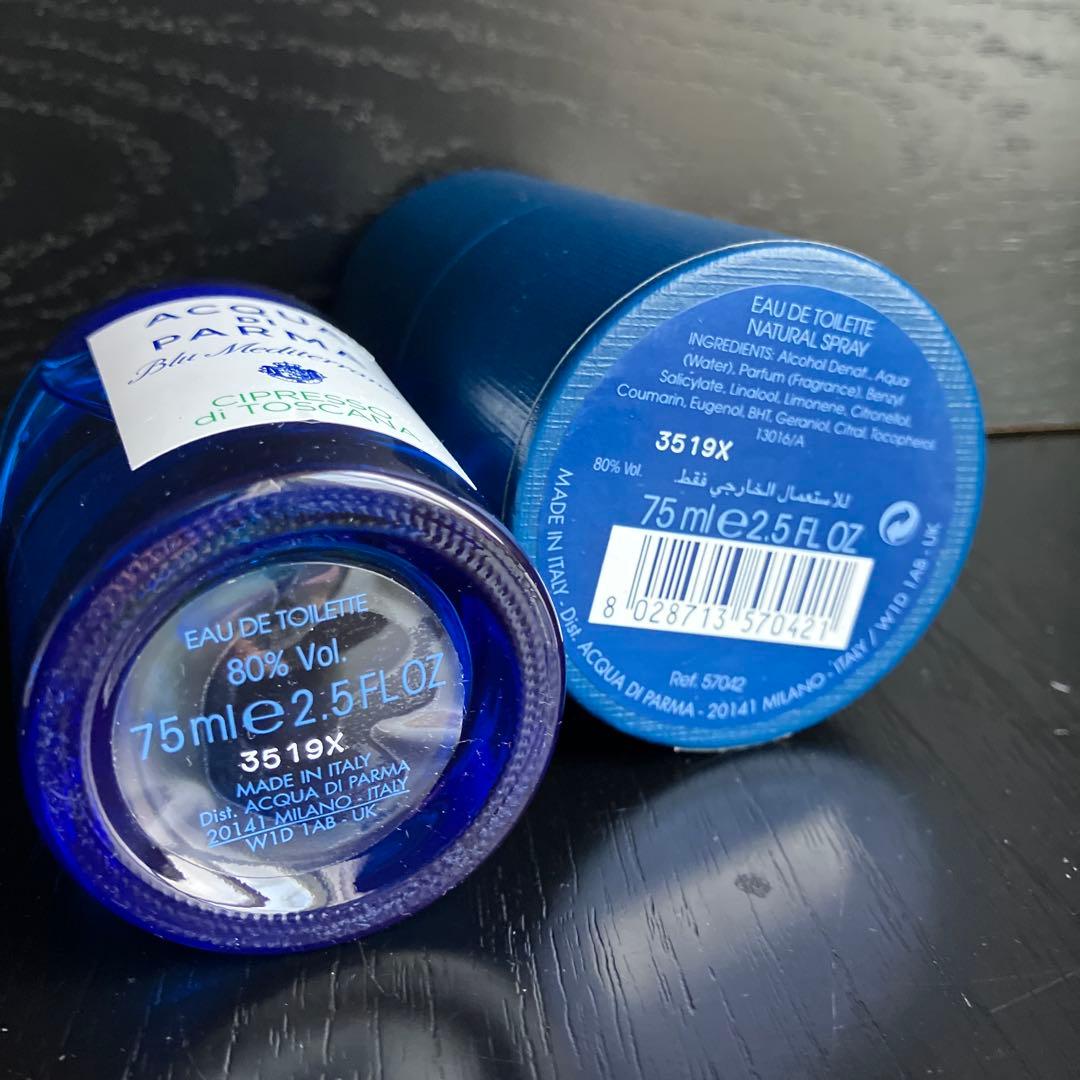 ACQUA
DI
PARMA
Blu Mediterraneo
CIPRESSO
di TOSCANA
EAU DE TOILETTE
80% Vol.
75 ml e 2.5 FL OZ
3519X
MADE IN ITALY
Dist. ACQUA DI PARMA
20141 MILANO - ITALY
W1D 1AB - UK
EAU DE TOILETTE
NATURAL SPRAY
INGREDIENTS: Alcohol Denat., Aqua
(Water), Parfum (Fragrance), Benzyl
Salicylate, Linalool, Limonene, Citronellol,
Coumarin, Eugenol, BHT, Geraniol, Citral, Tocopherol.
13016/A
3519X
80% Vol.
للاستعمال الخارجي فقط.
75 ml e 2.5 FL OZ
8 028713 570421
Ref. 57042
MADE IN ITALY - Dist. ACQUA DI PARMA - 20141 MILANO - ITALY / W1D 1AB - UK